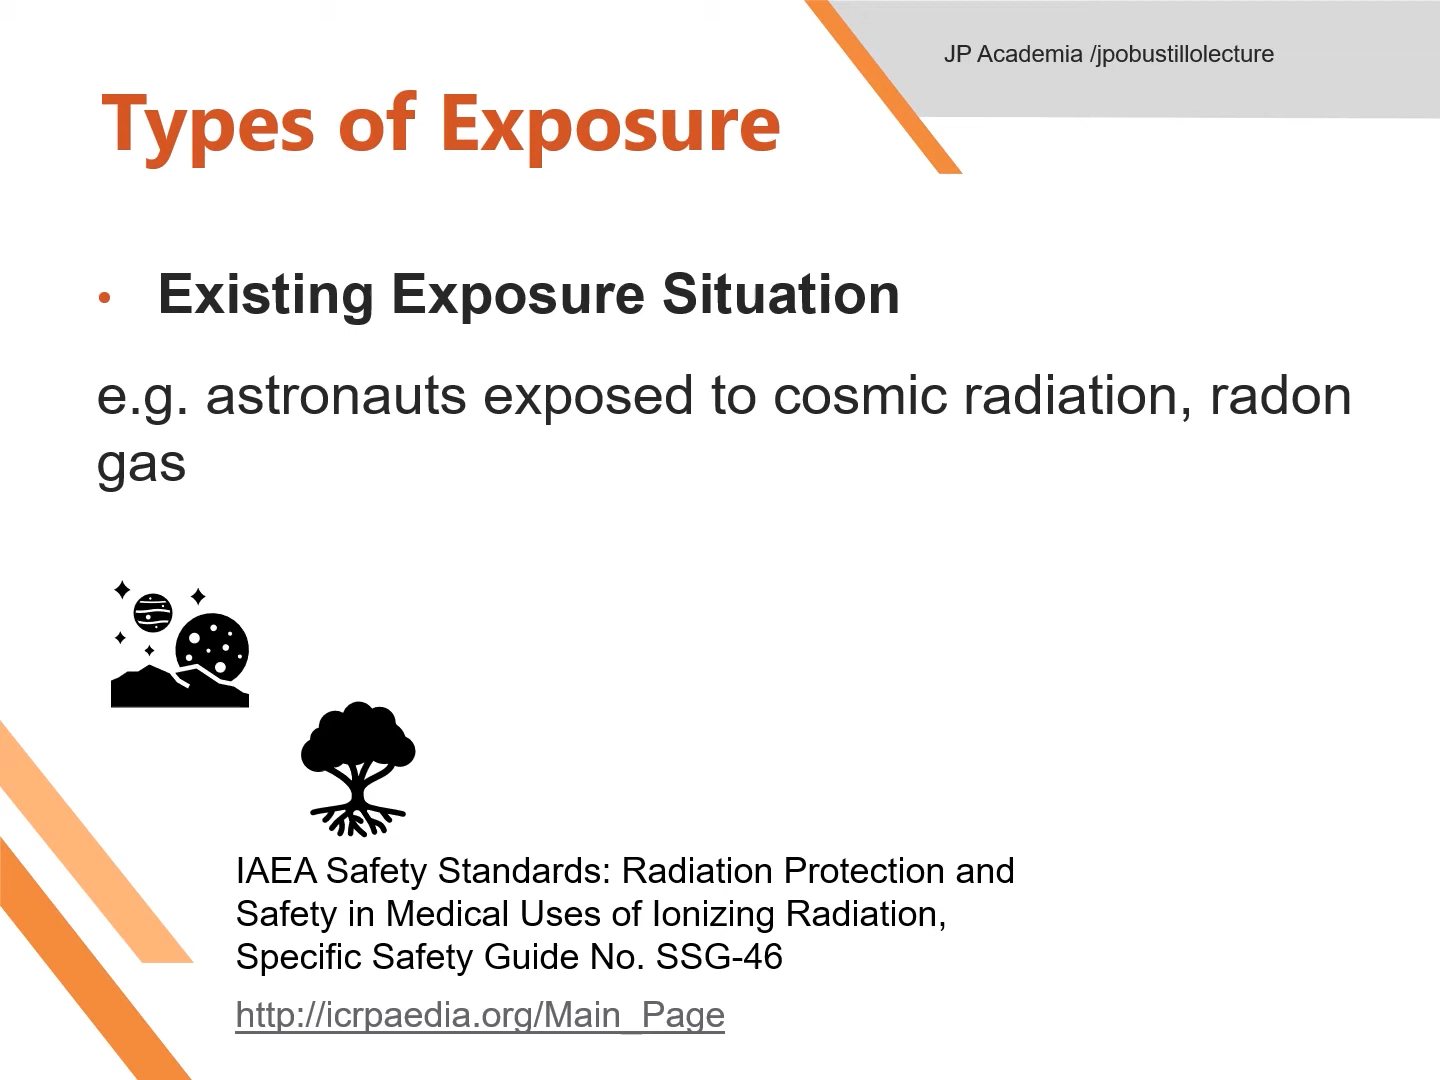 JP Academia /jpobustillolecture
Types of Exposure
• Existing Exposure Situation
e.g. astronauts exposed to cosmic radiation, radon
gas
IAEA Safety Standards: Radiation Protection and
Safety in Medical Uses of Ionizing Radiation,
Specific Safety Guide No. SSG-46
http://icrpaedia.org/Main_Page